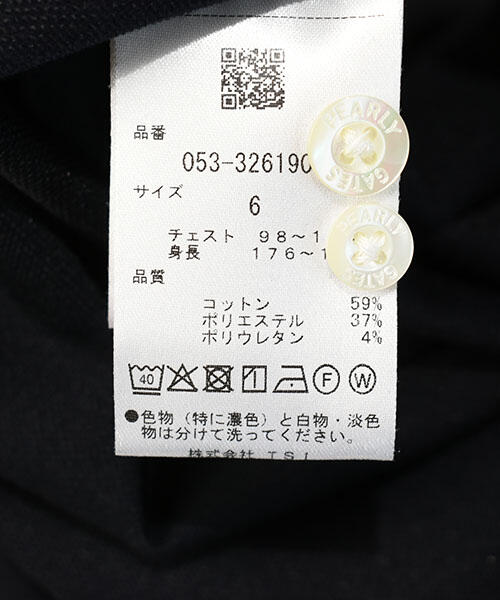 品番
053-326190
PEARLY
GATES
サイズ
6
PEARLY
GATES
チェスト 98～1
身長 176～1
品質
コットン 59%
ポリエステル 37%
ポリウレタン 4%
40 F W
●色物（特に濃色）と白物・淡色
物は分けて洗ってください。
株式会社 TSI